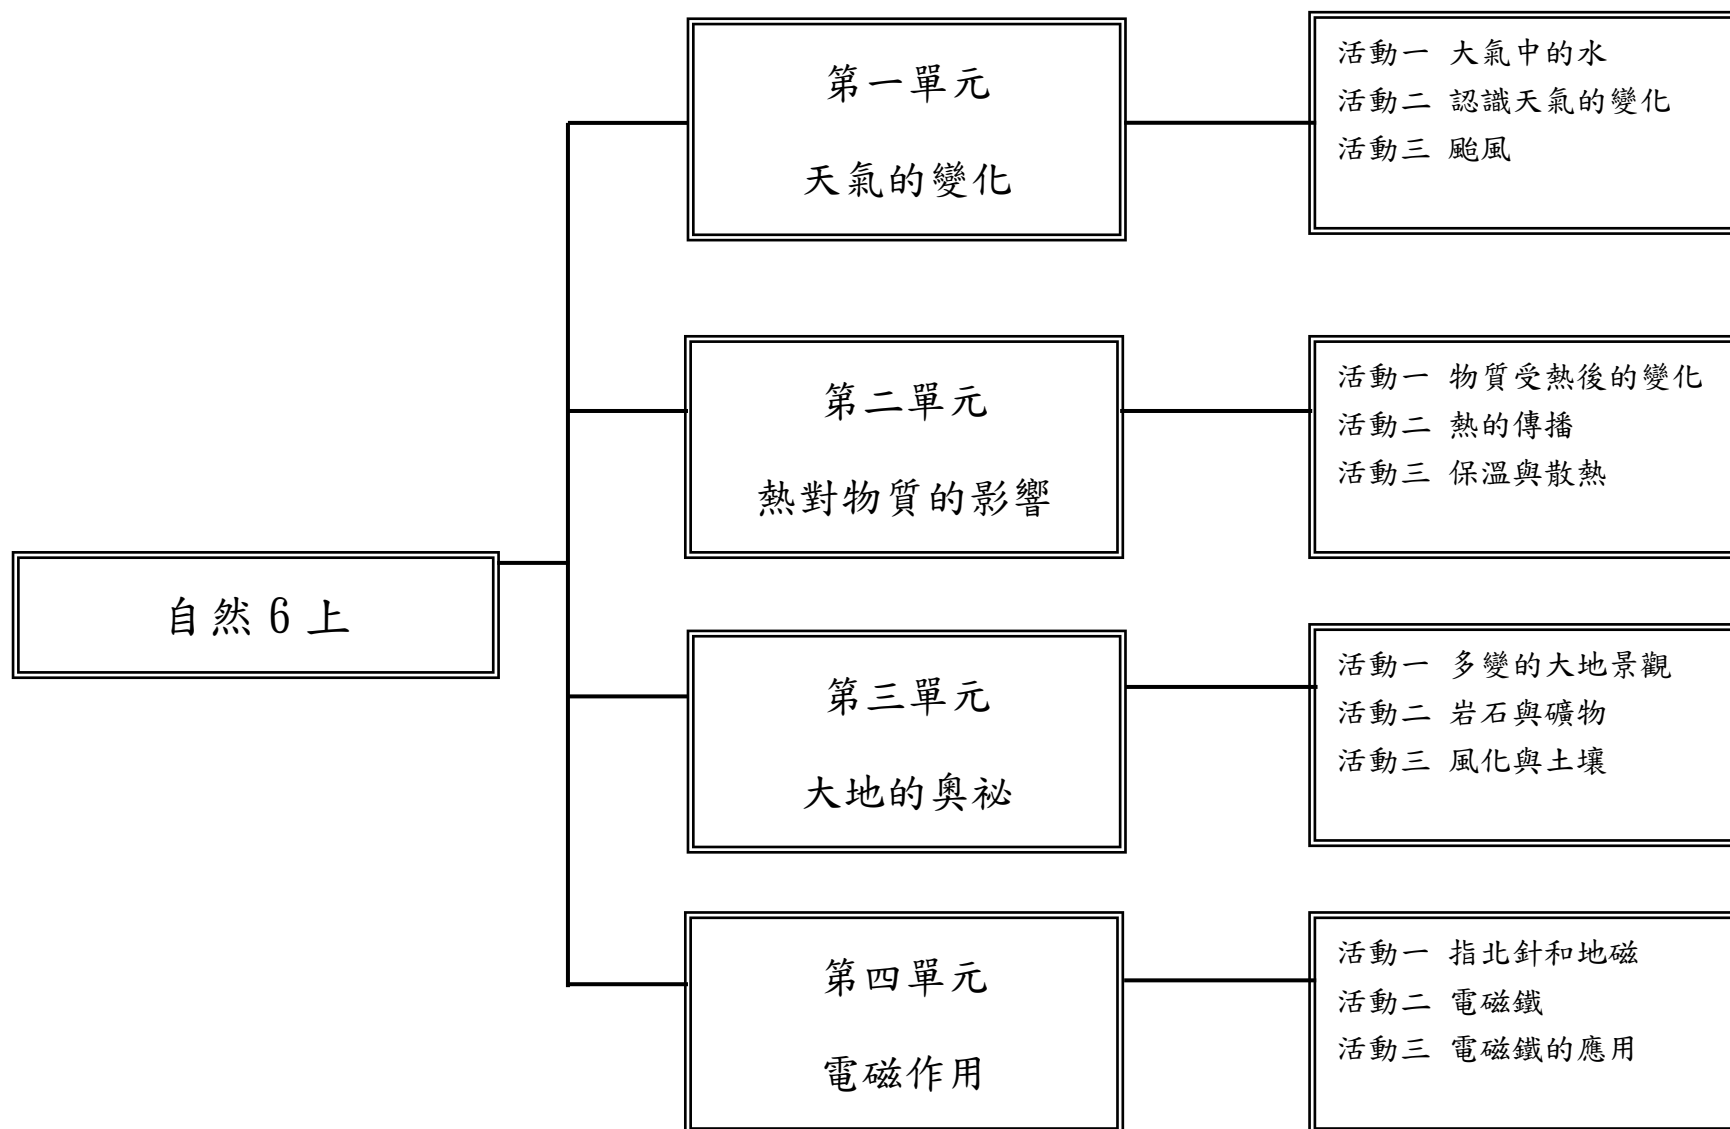 自然 6 上
第一單元
天氣的變化
活動一 大氣中的水
活動二 認識天氣的變化
活動三 颱風
第二單元
熱對物質的影響
活動一 物質受熱後的變化
活動二 熱的傳播
活動三 保溫與散熱
第三單元
大地的奧祕
活動一 多變的大地景觀
活動二 岩石與礦物
活動三 風化與土壤
第四單元
電磁作用
活動一 指北針和地磁
活動二 電磁鐵
活動三 電磁鐵的應用